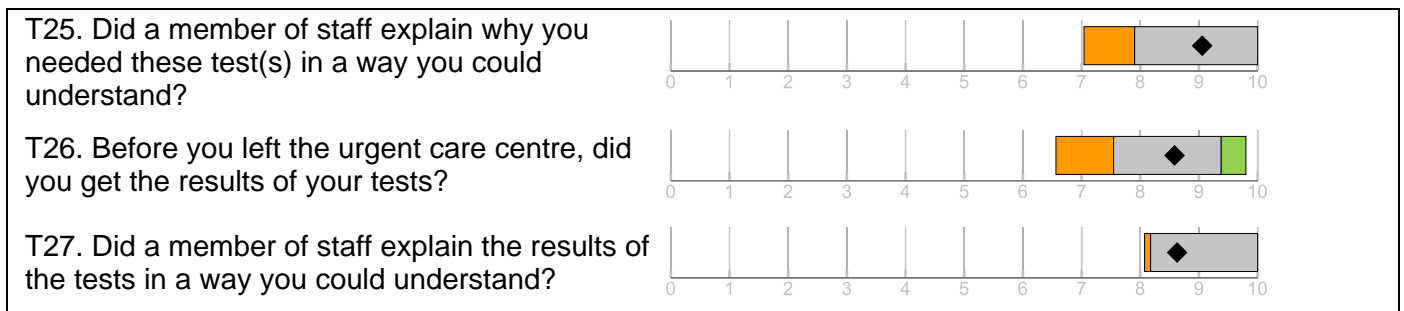 T25. Did a member of staff explain why you
needed these test(s) in a way you could
understand?
0 1 2 3 4 5 6 7 8 9 10
T26. Before you left the urgent care centre, did
you get the results of your tests?
0 1 2 3 4 5 6 7 8 9 10
T27. Did a member of staff explain the results of
the tests in a way you could understand?
0 1 2 3 4 5 6 7 8 9 10